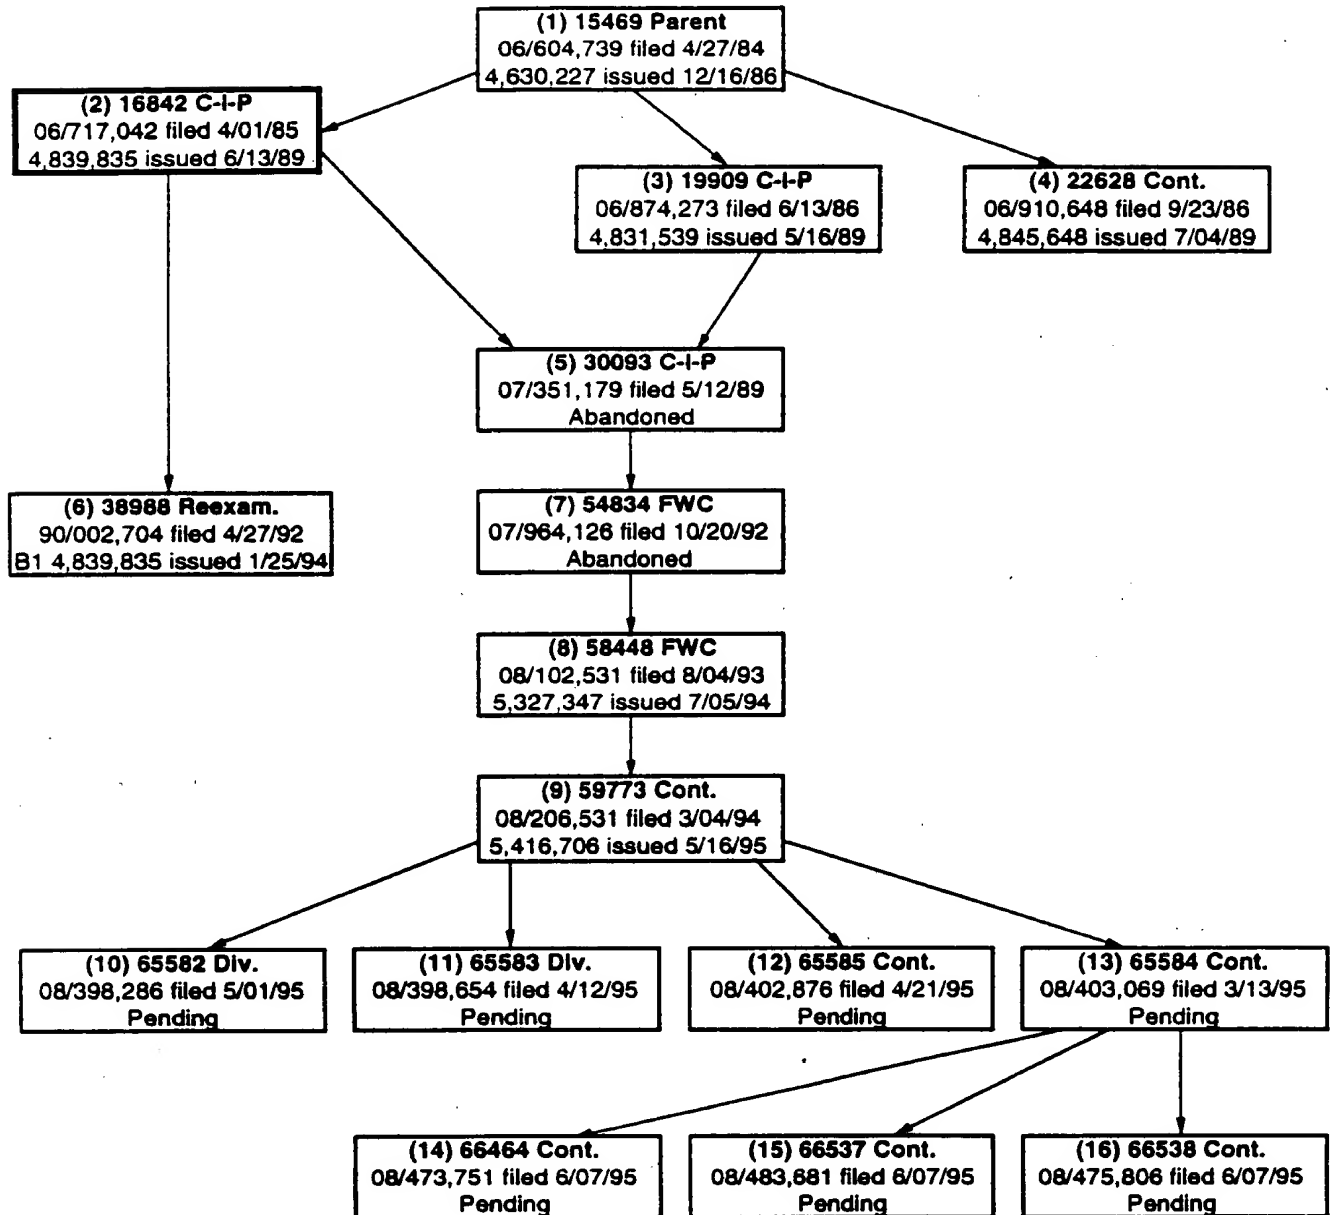 (1) 15469 Parent
06/604,739 filed 4/27/84
4,630,227 issued 12/16/86
(2) 16842 C-I-P
06/717,042 filed 4/01/85
4,839,835 issued 6/13/89
(3) 19909 C-I-P
06/874,273 filed 6/13/86
4,831,539 issued 5/16/89
(4) 22628 Cont.
06/910,648 filed 9/23/86
4,845,648 issued 7/04/89
(5) 30093 C-I-P
07/351,179 filed 5/12/89
Abandoned
(6) 38988 Reexam.
90/002,704 filed 4/27/92
B1 4,839,835 issued 1/25/94
(7) 54834 FWC
07/964,126 filed 10/20/92
Abandoned
(8) 58448 FWC
08/102,531 filed 8/04/93
5,327,347 issued 7/05/94
(9) 59773 Cont.
08/206,531 filed 3/04/94
5,416,706 issued 5/16/95
(10) 65582 Div.
08/398,286 filed 5/01/95
Pending
(11) 65583 Div.
08/398,654 filed 4/12/95
Pending
(12) 65585 Cont.
08/402,876 filed 4/21/95
Pending
(13) 65584 Cont.
08/403,069 filed 3/13/95
Pending
(14) 66464 Cont.
08/473,751 filed 6/07/95
Pending
(15) 66537 Cont.
08/483,681 filed 6/07/95
Pending
(16) 66538 Cont.
08/475,806 filed 6/07/95
Pending